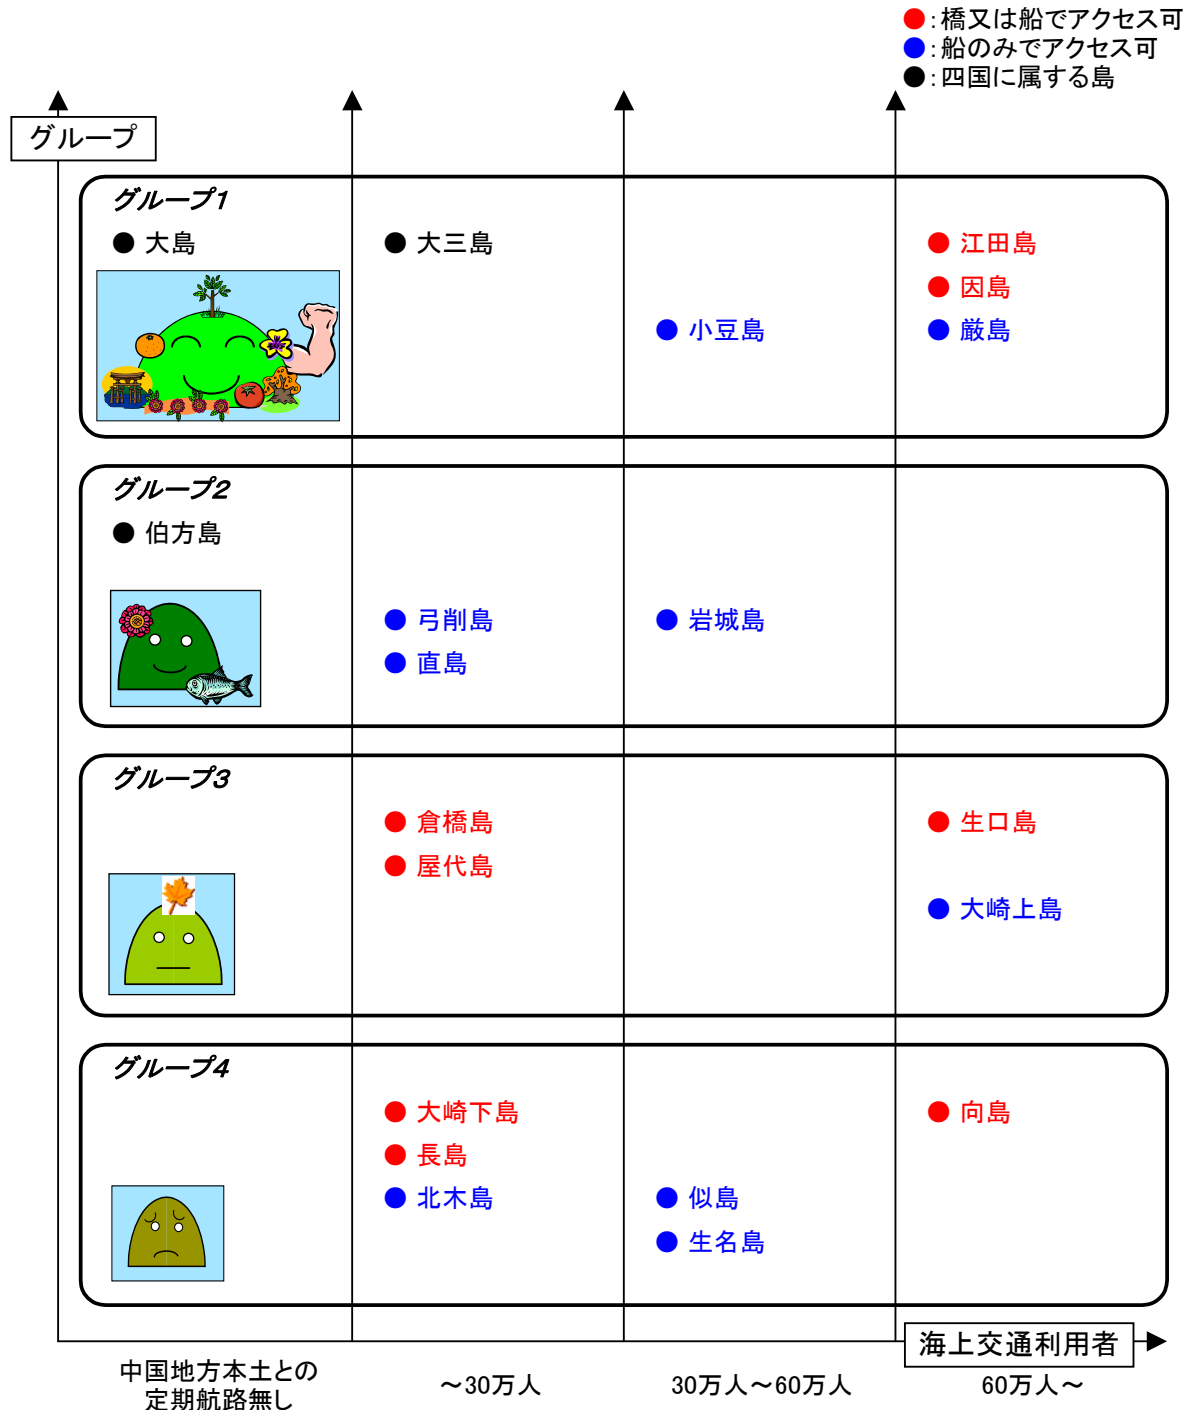 ●:橋又は船でアクセス可
●:船のみでアクセス可
●:四国に属する島
グループ
グループ1
● 大島
● 大三島
● 江田島
● 因島
● 小豆島
● 厳島
グループ2
● 伯方島
● 弓削島
● 岩城島
● 直島
グループ3
● 倉橋島
● 生口島
● 屋代島
● 大崎上島
グループ4
● 大崎下島
● 向島
● 長島
● 北木島
● 似島
● 生名島
海上交通利用者
中国地方本土との
定期航路無し
～30万人
30万人～60万人
60万人～